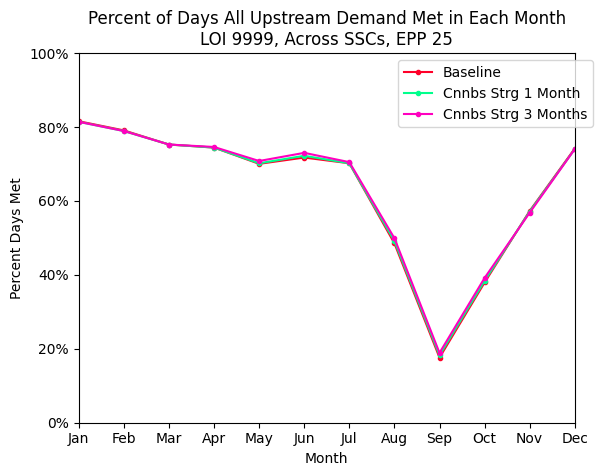 Percent of Days All Upstream Demand Met in Each Month
LOI 9999, Across SSCs, EPP 25
Baseline
Cnnbs Strg 1 Month
Cnnbs Strg 3 Months
Percent Days Met
100%
80%
60%
40%
20%
0%
Jan Feb Mar Apr May Jun Jul Aug Sep Oct Nov Dec
Month